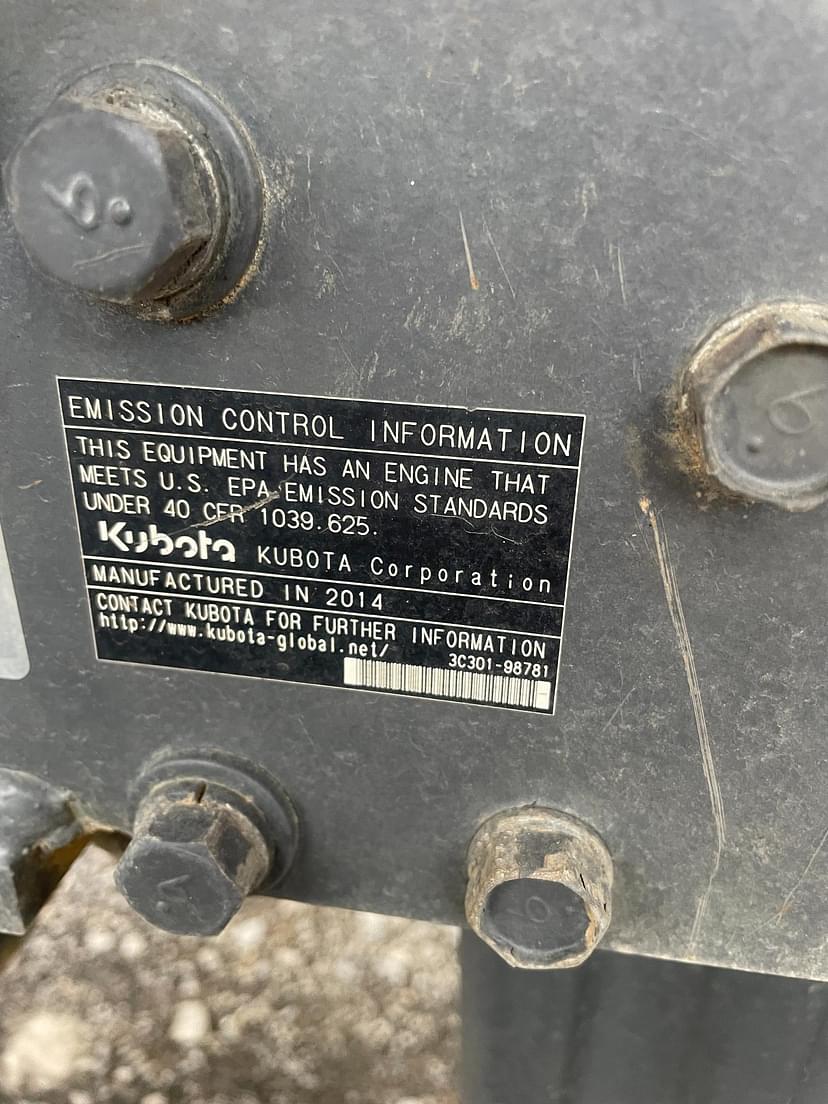 EMISSION CONTROL INFORMATION
THIS EQUIPMENT HAS AN ENGINE THAT
MEETS U.S. EPA EMISSION STANDARDS
UNDER 40 CFR 1039.625.
Kubota KUBOTA Corporation
MANUFACTURED IN 2014
CONTACT KUBOTA FOR FURTHER INFORMATION
http://www.kubota-global.net/
3C301-98781